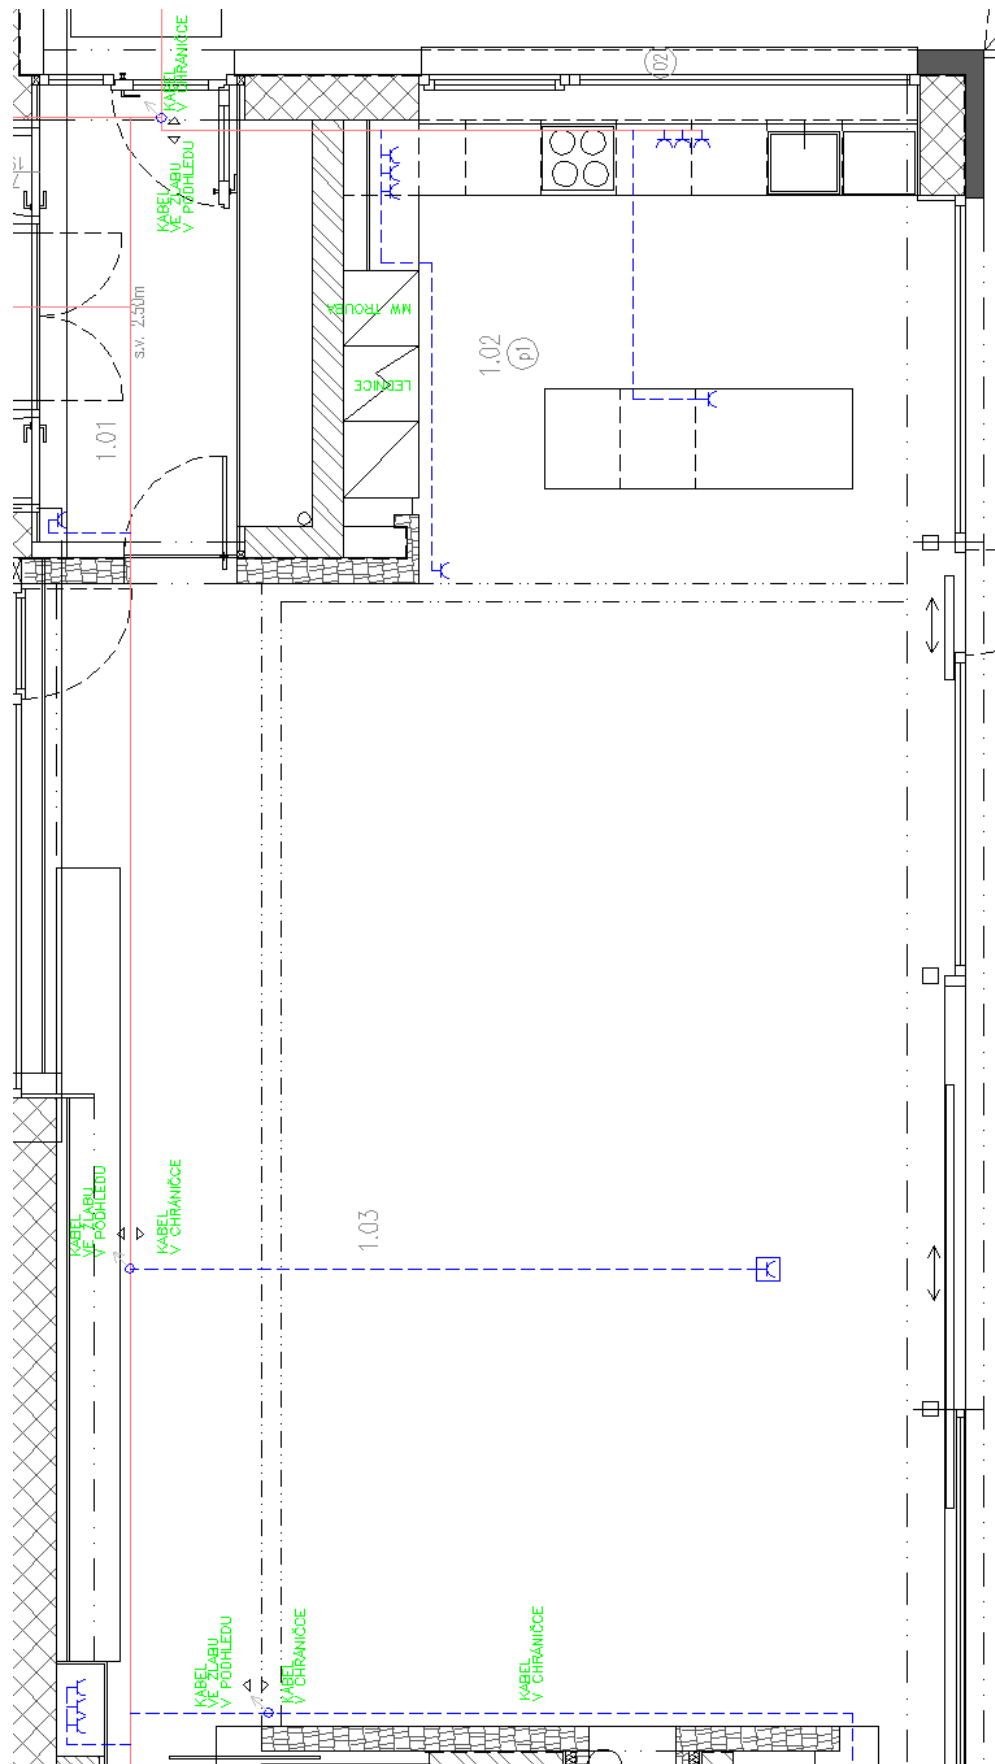 KABEL
V CHRÁNIČCE
02
KABEL
VE ŽLABU
V PODHLEDU
s.v. 2.50m
MW TROUBA
1.02
p1
LEDNICE
1.01
KABEL
VE ŽLABU
V PODHLEDU
KABEL
V CHRÁNIČCE
1.03
KABEL
VE ŽLABU
V PODHLEDU
KABEL
V CHRÁNIČCE
KABEL
V CHRÁNIČCE